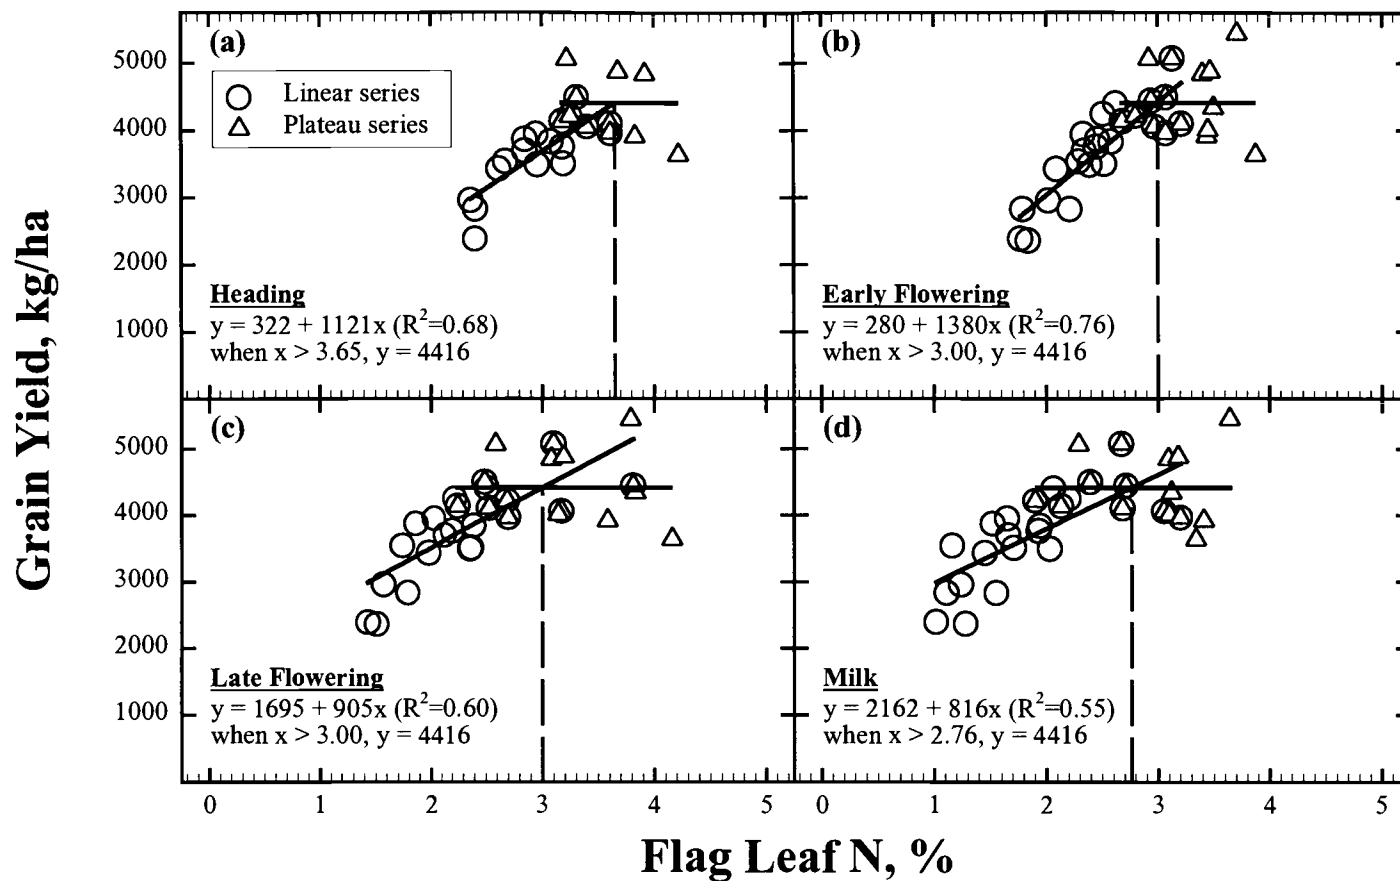 Grain Yield, kg/ha
(a)
Linear series
Plateau series
5000
4000
3000
2000
1000
Heading
y = 322 + 1121x (R²=0.68)
when x > 3.65, y = 4416
(b)
Early Flowering
y = 280 + 1380x (R²=0.76)
when x > 3.00, y = 4416
(c)
5000
4000
3000
2000
1000
Late Flowering
y = 1695 + 905x (R²=0.60)
when x > 3.00, y = 4416
(d)
Milk
y = 2162 + 816x (R²=0.55)
when x > 2.76, y = 4416
0 1 2 3 4 5 0 1 2 3 4 5
Flag Leaf N, %